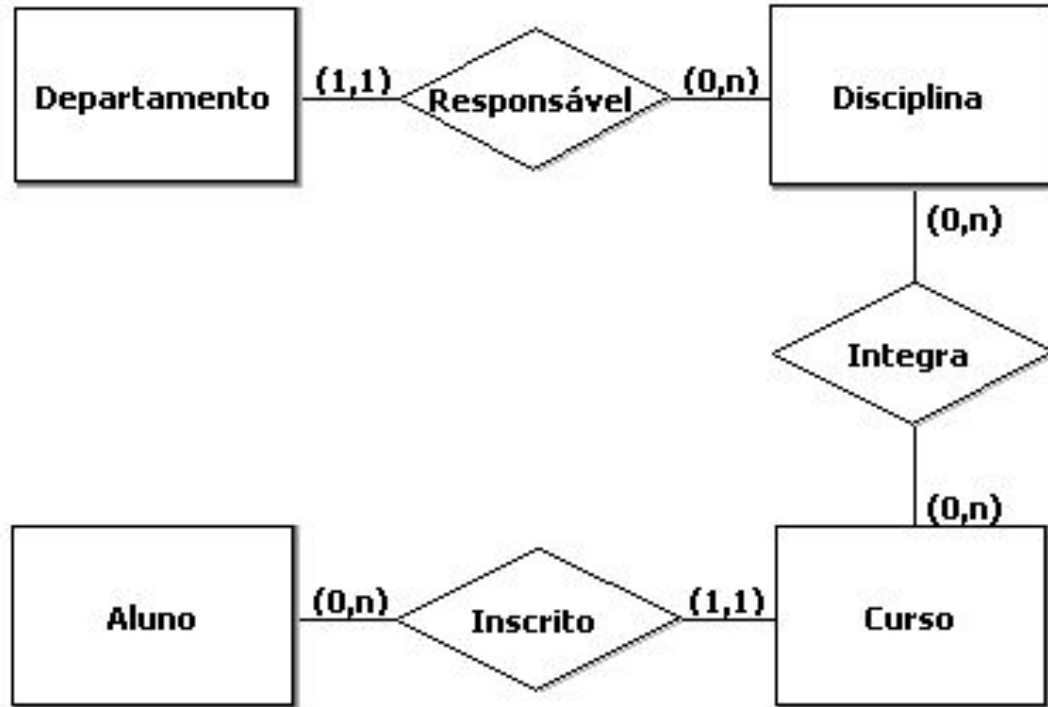 Departamento (1,1) Responsável (0,n) Disciplina
(0,n)
Integra
(0,n)
Aluno (0,n) Inscrito (1,1) Curso